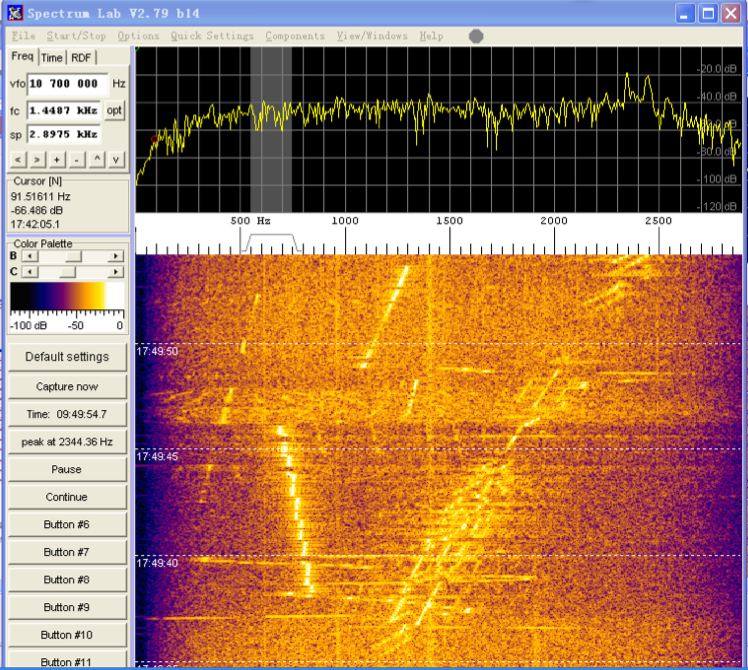 Spectrum Lab V2.79 b14
File Start/Stop Options Quick Settings Components View/Windows Help
Freq Time RDF
vfo 10 700 000 Hz
fc 1.4487 kHz opt
sp 2.8975 kHz
< > + - ^ v
Cursor [N]
91.51611 Hz
-66.486 dB
17:42:05.1
Color Palette
B
C
-100 dB -50 0
Default settings
Capture now
Time: 09:49:54.7
peak at 2344.36 Hz
Pause
Continue
Button #6
Button #7
Button #8
Button #9
Button #10
Button #11
-20.0 dB
-40.0 dB
-80.0 dB
-100 dB
-120 dB
500 Hz 1000 1500 2000 2500
17:49:50
17:49:45
17:49:40